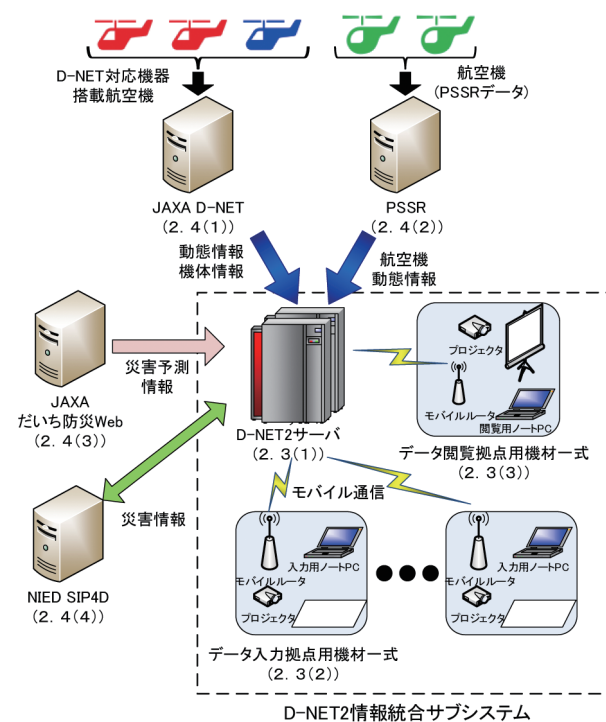 D-NET対応機器
搭載航空機
航空機
(PSSRデータ)
JAXA D-NET
(2. 4(1))
PSSR
(2. 4(2))
動態情報
機体情報
航空機
動態情報
災害予測
情報
JAXA
だいち防災Web
(2. 4(3))
D-NET2サーバ
(2. 3(1))
プロジェクタ
モバイルルータ
閲覧用ノートPC
データ閲覧拠点用機材一式
(2. 3(3))
災害情報
NIED SIP4D
(2. 4(4))
モバイル通信
入力用ノートPC
モバイルルータ
プロジェクタ
入力用ノートPC
モバイルルータ
プロジェクタ
データ入力拠点用機材一式
(2. 3(2))
D-NET2情報統合サブシステム